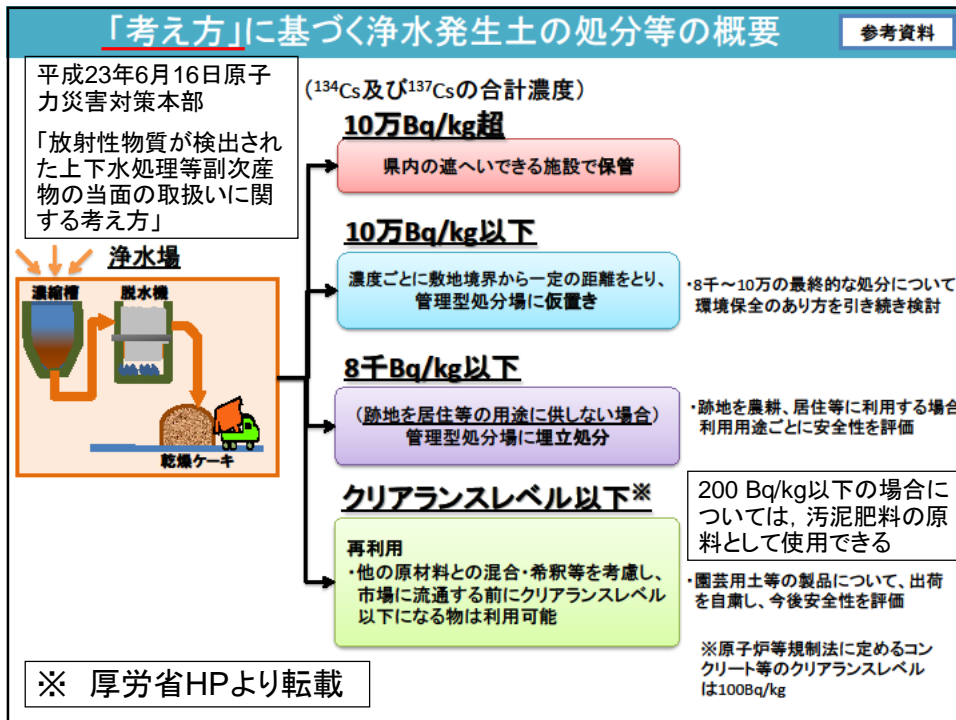 「考え方」に基づく浄水発生土の処分等の概要
参考資料
平成23年6月16日原子
力災害対策本部
「放射性物質が検出され
た上下水処理等副次産
物の当面の取扱いに関
する考え方」
（¹³⁴Cs及び¹³⁷Csの合計濃度）
10万Bq/kg超
県内の遮へいできる施設で保管
10万Bq/kg以下
濃度ごとに敷地境界から一定の距離をとり、
管理型処分場に仮置き
・8千～10万の最終的な処分について
環境保全のあり方を引き続き検討
浄水場
濃縮槽
脱水機
乾燥ケーキ
8千Bq/kg以下
（跡地を居住等の用途に供しない場合）
管理型処分場に埋立処分
・跡地を農耕、居住等に利用する場合
利用用途ごとに安全性を評価
クリアランスレベル以下※
再利用
・他の原材料との混合・希釈等を考慮し、
市場に流通する前にクリアランスレベル
以下になる物は利用可能
200 Bq/kg以下の場合に
ついては，汚泥肥料の原
料として使用できる
・園芸用土等の製品について、出荷
を自粛し、今後安全性を評価
※原子炉等規制法に定めるコン
クリート等のクリアランスレベル
は100Bq/kg
※　厚労省HPより転載